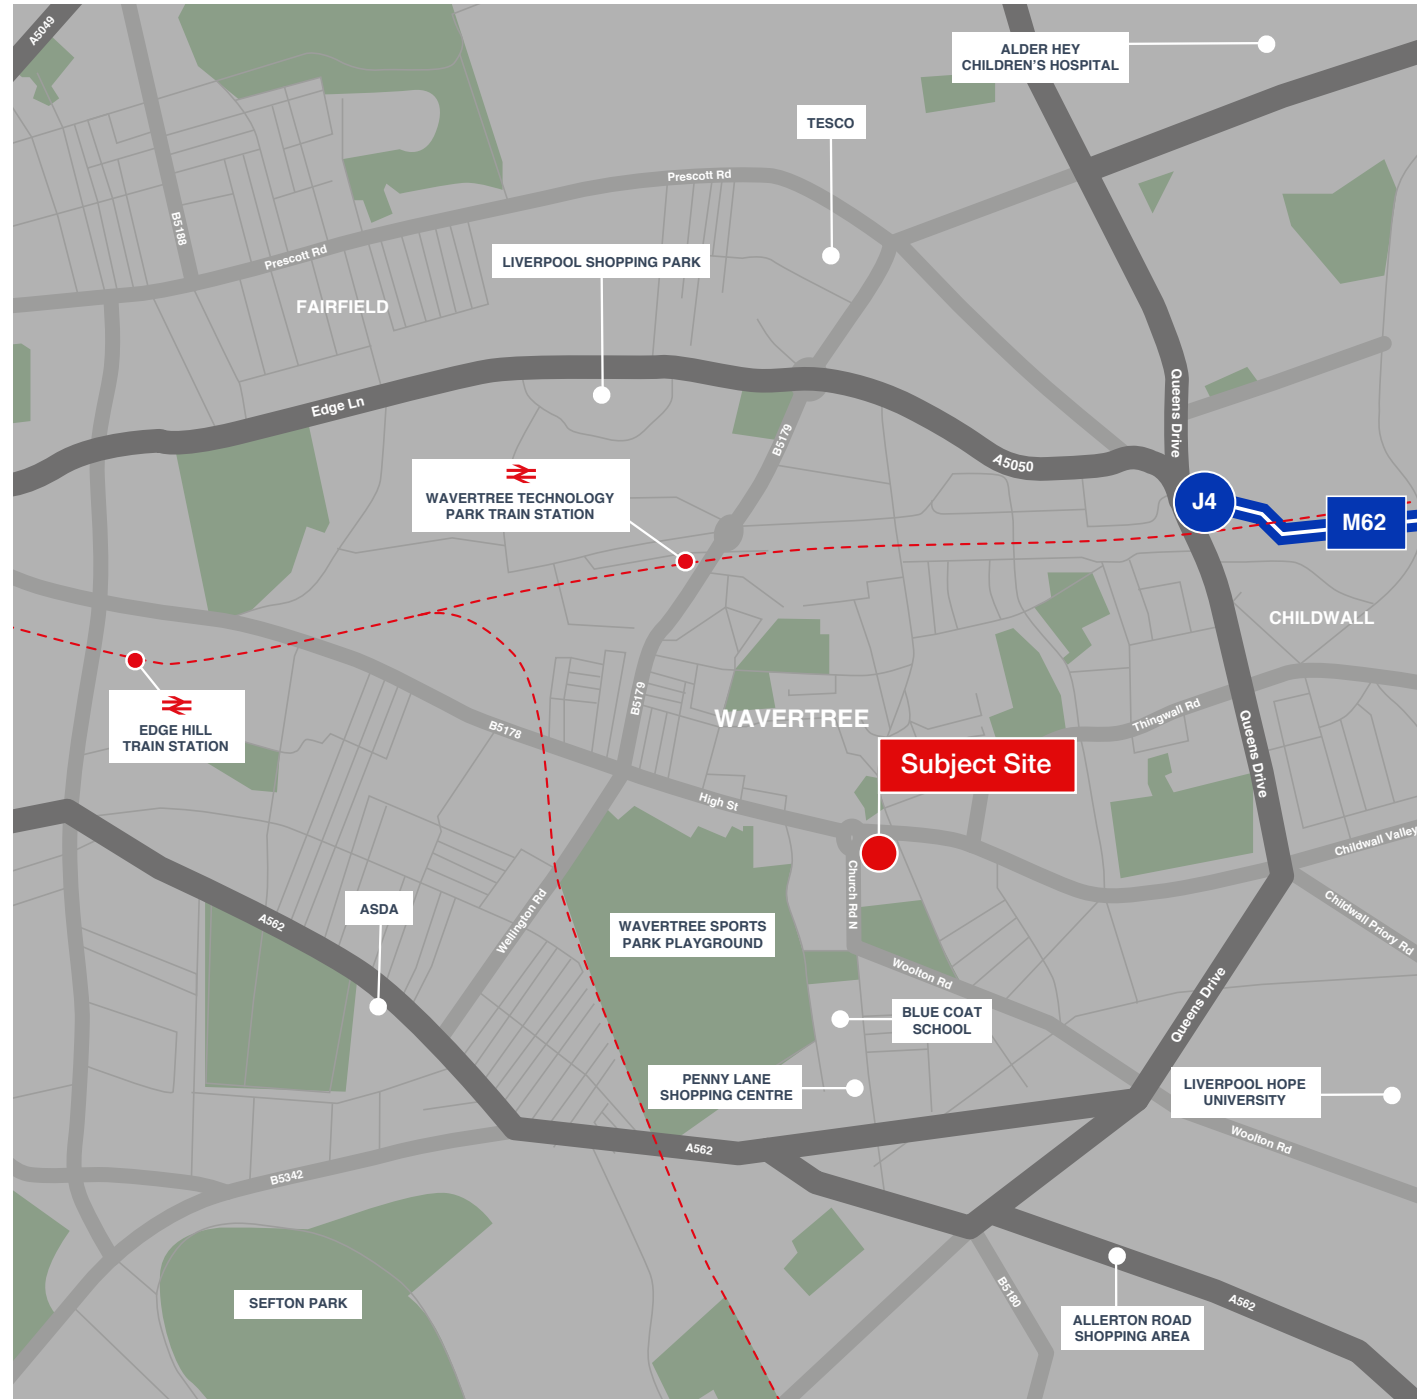 A5049
ALDER HEY
CHILDREN'S HOSPITAL
TESCO
Prescott Rd
B5188
Prescott Rd
LIVERPOOL SHOPPING PARK
FAIRFIELD
Edge Ln
Queens Drive
B5179
A5050
WAVERTREE TECHNOLOGY
PARK TRAIN STATION
J4
M62
CHILDWALL
EDGE HILL
TRAIN STATION
B5179
B5178
WAVERTREE
Thingwall Rd
Queens Drive
Subject Site
High St
Childwall Valley
Church Rd N
ASDA
A562
Wellington Rd
WAVERTREE SPORTS
PARK PLAYGROUND
Childwall Priory Rd
Woolton Rd
Queens Drive
BLUE COAT
SCHOOL
PENNY LANE
SHOPPING CENTRE
LIVERPOOL HOPE
UNIVERSITY
Woolton Rd
A562
B5342
SEFTON PARK
B5180
A562
ALLERTON ROAD
SHOPPING AREA